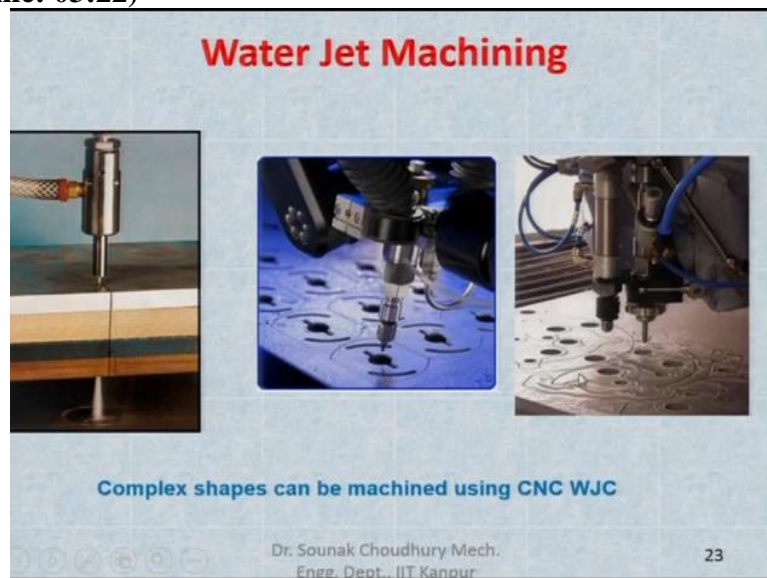 Water Jet Machining
Complex shapes can be machined using CNC WJC
Dr. Sounak Choudhury Mech.
Engg. Dept., IIT Kanpur
23